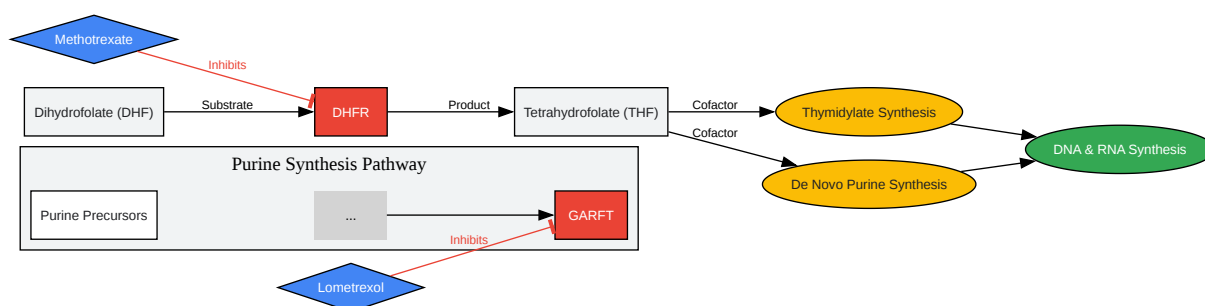 Methotrexate
Inhibits
Dihydrofolate (DHF)
Substrate
DHFR
Product
Tetrahydrofolate (THF)
Cofactor
Thymidylate Synthesis
Cofactor
De Novo Purine Synthesis
DNA & RNA Synthesis
Purine Synthesis Pathway
Purine Precursors
...
GARFT
Inhibits
Lometrexol